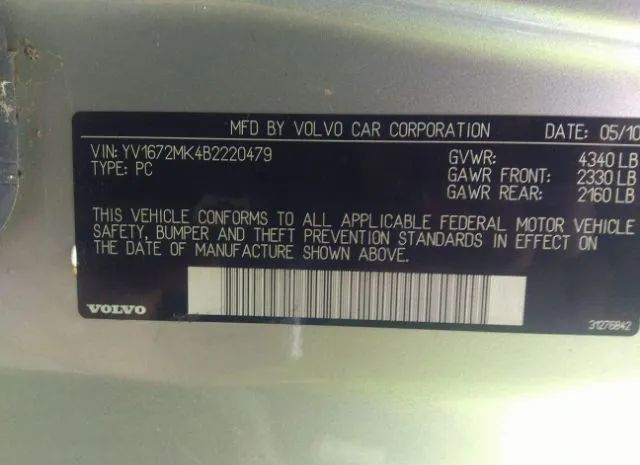 MFD BY VOLVO CAR CORPORATION DATE: 05/10
VIN: YV1672MK4B2220479 GVWR: 4340 LB
TYPE: PC GAWR FRONT: 2330 LB
GAWR REAR: 2160 LB
THIS VEHICLE CONFORMS TO ALL APPLICABLE FEDERAL MOTOR VEHICLE
SAFETY, BUMPER AND THEFT PREVENTION STANDARDS IN EFFECT ON
THE DATE OF MANUFACTURE SHOWN ABOVE.
VOLVO 31276842